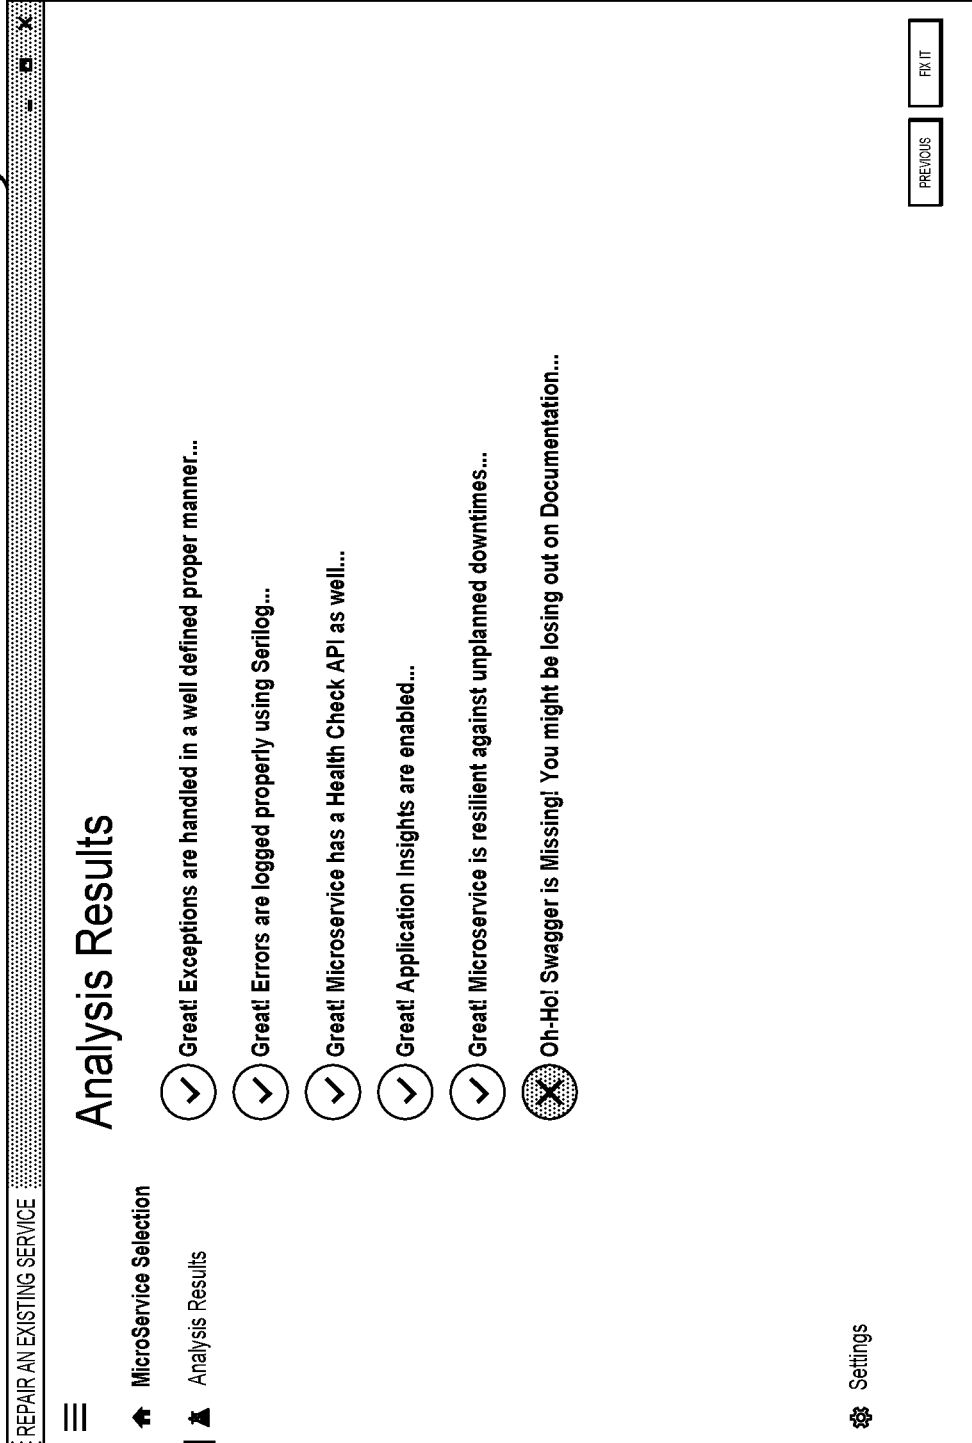 REPAIR AN EXISTING SERVICE
MicroService Selection
Analysis Results
Settings
Analysis Results
Great! Exceptions are handled in a well defined proper manner...
Great! Errors are logged properly using Serilog...
Great! Microservice has a Health Check API as well...
Great! Application Insights are enabled...
Great! Microservice is resilient against unplanned downtimes...
Oh-Ho! Swagger is Missing! You might be losing out on Documentation...
PREVIOUS
FIX IT